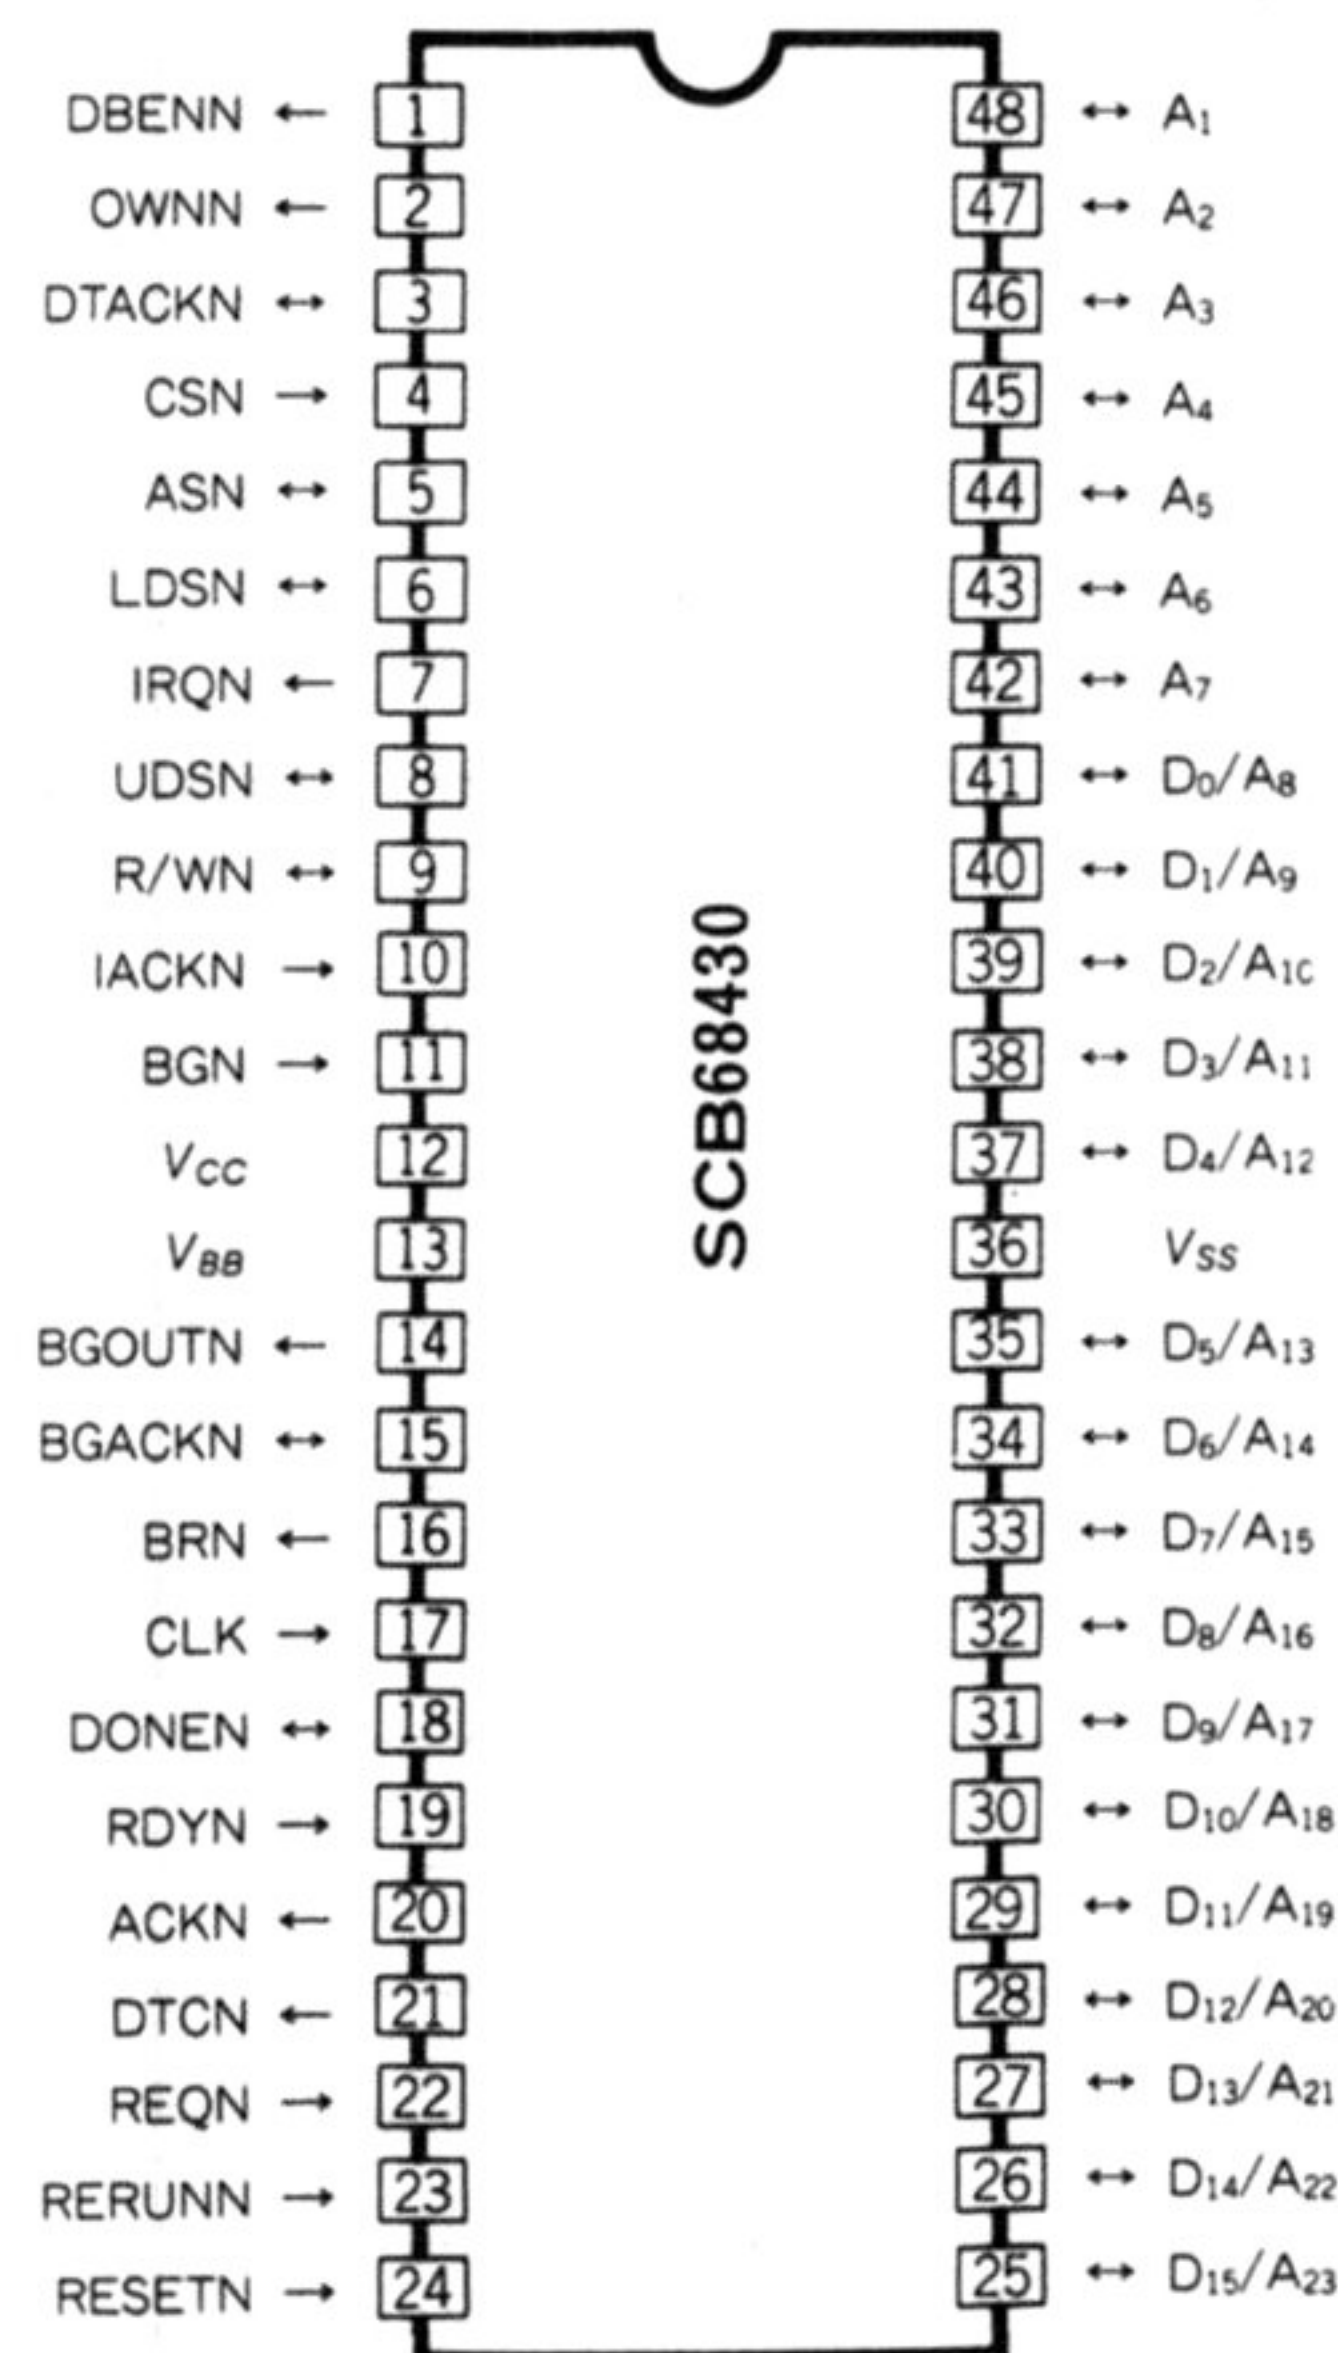 DBENN ← 1 48 ↔ A₁
OWNN ← 2 47 ↔ A₂
DTACKN ↔ 3 46 ↔ A₃
CSN → 4 45 ↔ A₄
ASN ↔ 5 44 ↔ A₅
LDSN ↔ 6 43 ↔ A₆
IRQN ← 7 42 ↔ A₇
UDSN ↔ 8 41 ↔ D₀/A₈
R/WN ↔ 9 40 ↔ D₁/A₉
IACKN → 10 39 ↔ D₂/A₁₀
BGN → 11 38 ↔ D₃/A₁₁
VCC 12 37 ↔ D₄/A₁₂
VBB 13 36 VSS
BGOUTN ← 14 35 ↔ D₅/A₁₃
BGACKN ↔ 15 34 ↔ D₆/A₁₄
BRN ← 16 33 ↔ D₇/A₁₅
CLK → 17 32 ↔ D₈/A₁₆
DONEN ↔ 18 31 ↔ D₉/A₁₇
RDYN → 19 30 ↔ D₁₀/A₁₈
ACKN ← 20 29 ↔ D₁₁/A₁₉
DTCN ← 21 28 ↔ D₁₂/A₂₀
REQN → 22 27 ↔ D₁₃/A₂₁
RERUNN → 23 26 ↔ D₁₄/A₂₂
RESETN → 24 25 ↔ D₁₅/A₂₃
SCB68430